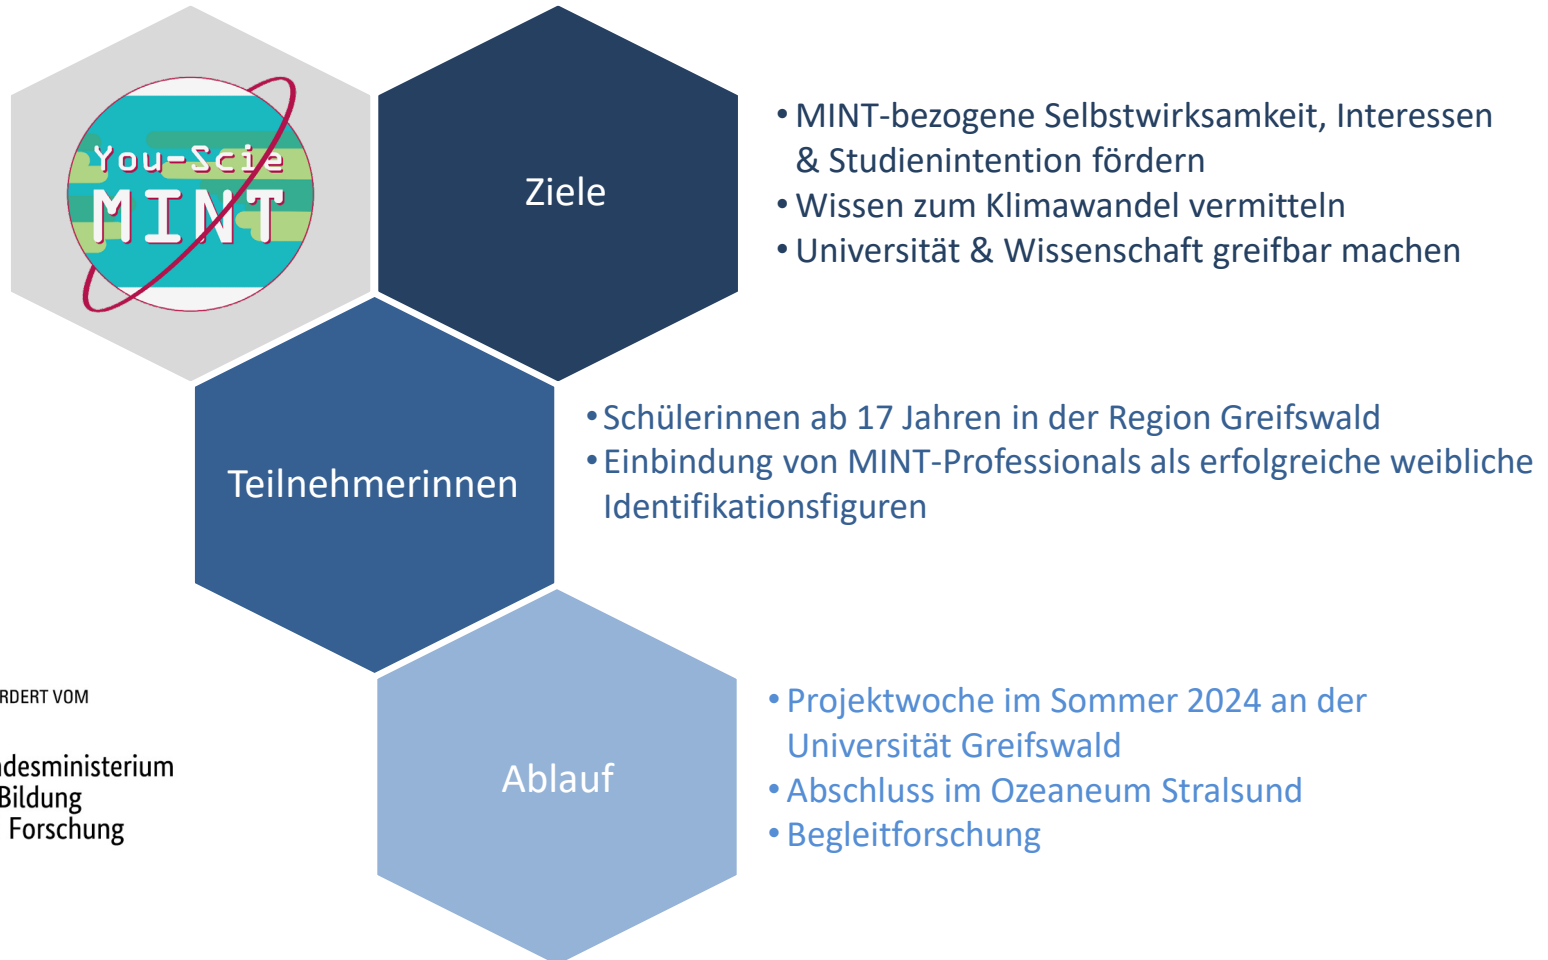 You-Scie
MINT
Ziele
• MINT-bezogene Selbstwirksamkeit, Interessen
& Studienintention fördern
• Wissen zum Klimawandel vermitteln
• Universität & Wissenschaft greifbar machen
Teilnehmerinnen
• Schülerinnen ab 17 Jahren in der Region Greifswald
• Einbindung von MINT-Professionals als erfolgreiche weibliche
Identifikationsfiguren
RDERT VOM
desministerium
Bildung
Forschung
Ablauf
• Projektwoche im Sommer 2024 an der
Universität Greifswald
• Abschluss im Ozeaneum Stralsund
• Begleitforschung